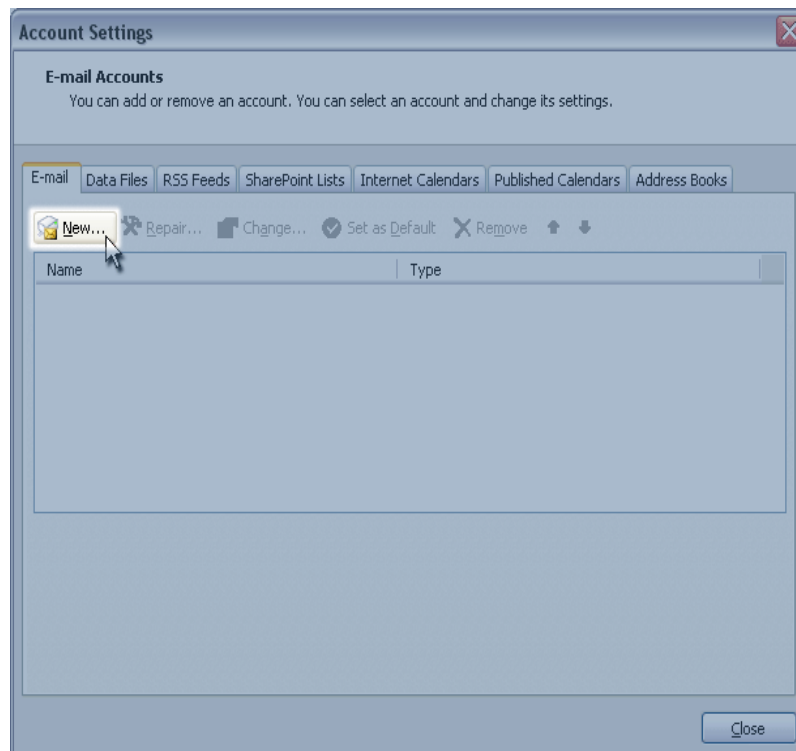 Account Settings
E-mail Accounts
You can add or remove an account. You can select an account and change its settings.
E-mail Data Files RSS Feeds SharePoint Lists Internet Calendars Published Calendars Address Books
New... Repair... Change... Set as Default Remove
Name Type
Close